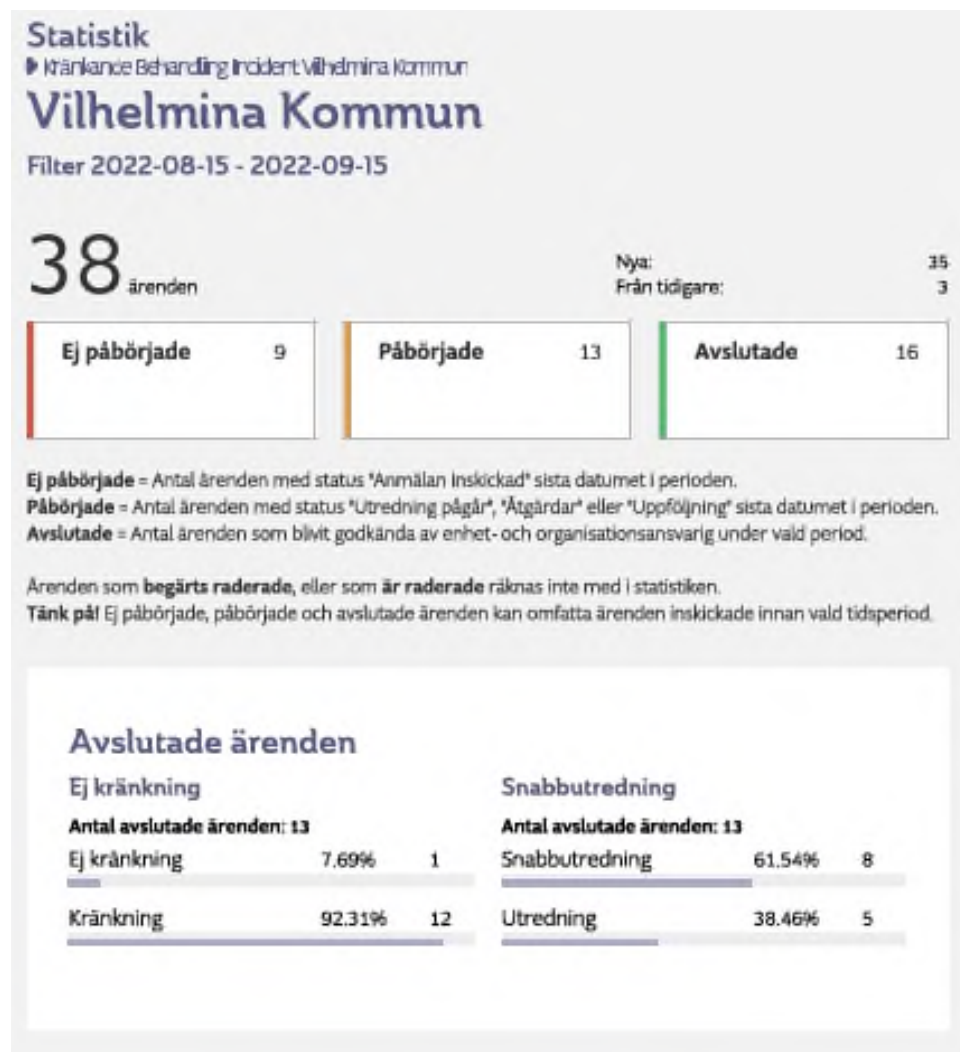 Statistik
Kränkande Behandling Incident Vilhelmina Kommun
Vilhelmina Kommun
Filter 2022-08-15 - 2022-09-15
38 ärenden
Nya: 35
Från tidigare: 3
Ej påbörjade 9
Påbörjade 13
Avslutade 16
Ej påbörjade = Antal ärenden med status "Anmälan Inskickad" sista datumet i perioden.
Påbörjade = Antal ärenden med status "Utredning pågår", "Åtgärdar" eller "Uppföljning" sista datumet i perioden.
Avslutade = Antal ärenden som blivit godkända av enhet- och organisationsansvarig under vald period.
Ärenden som begärts raderade, eller som är raderade räknas inte med i statistiken.
Tänk på! Ej påbörjade, påbörjade och avslutade ärenden kan omfatta ärenden inskickade innan vald tidsperiod.
Avslutade ärenden
Ej kränkning
Antal avslutade ärenden: 13
Ej kränkning 7.69% 1
Kränkning 92.31% 12
Snabbutredning
Antal avslutade ärenden: 13
Snabbutredning 61.54% 8
Utredning 38.46% 5